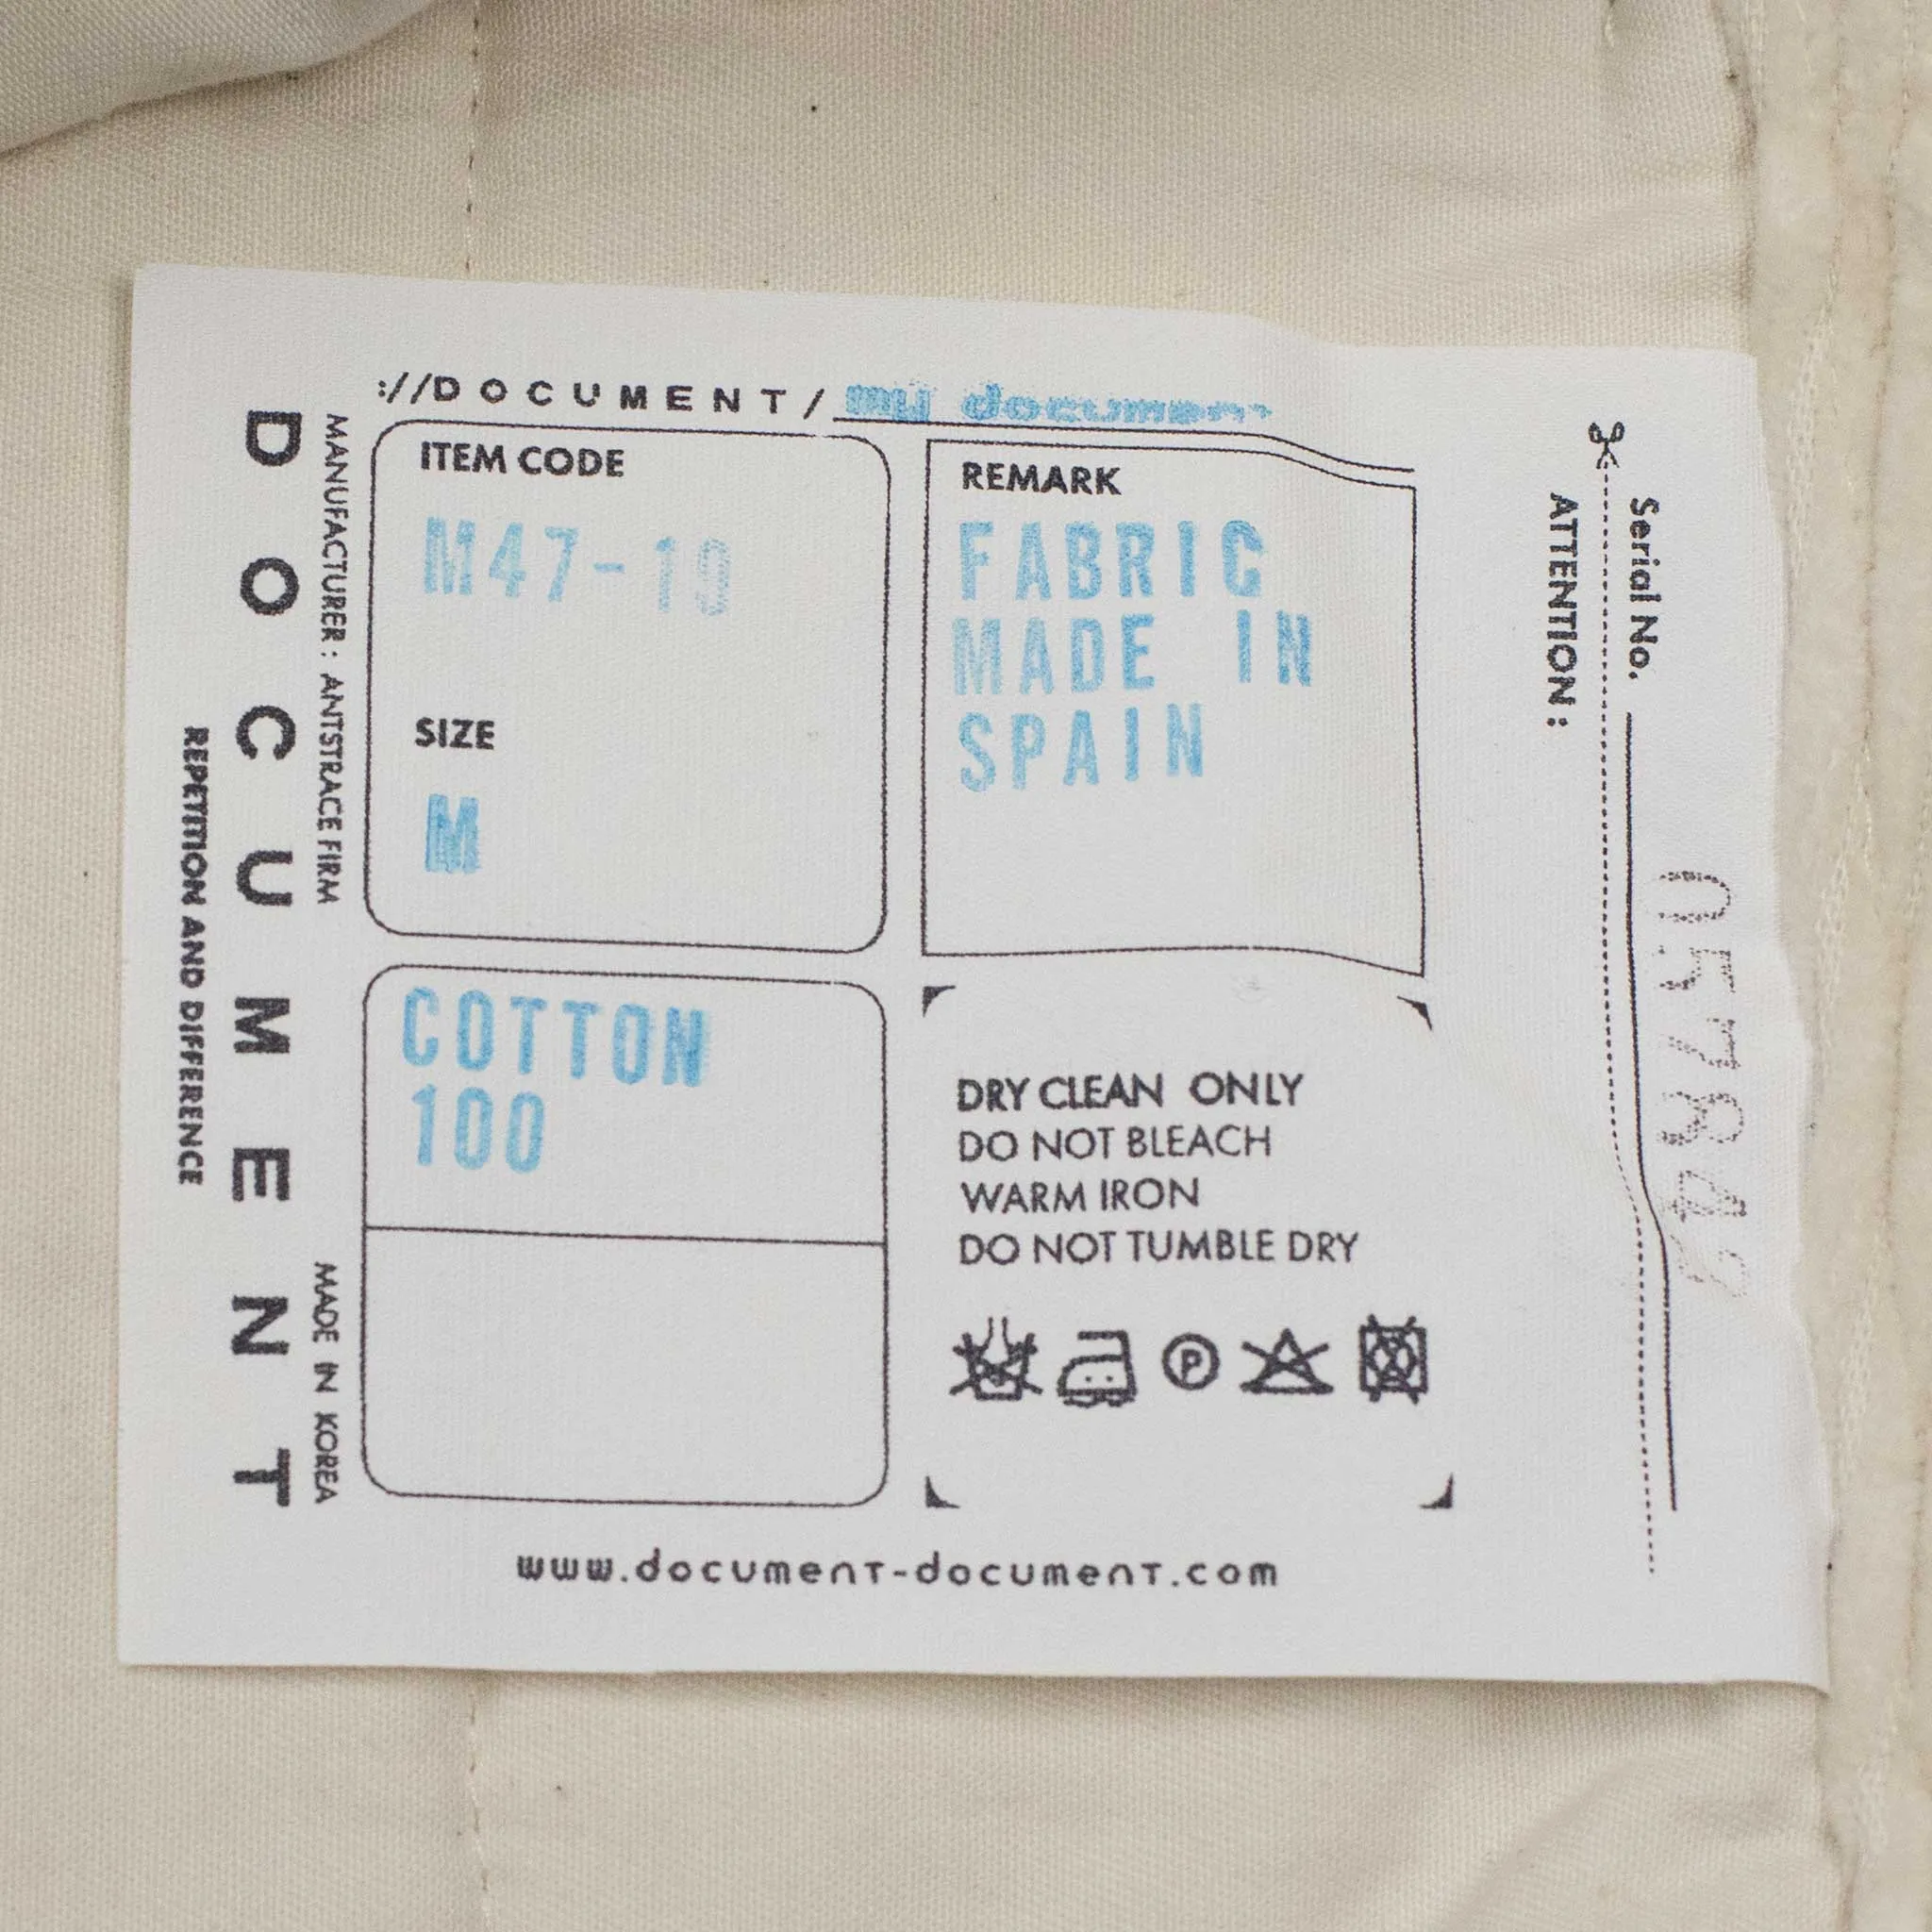 ://DOCUMENT/ my document
ITEM CODE
M47-19
SIZE
M
REMARK
FABRIC
MADE IN
SPAIN
COTTON
100
DRY CLEAN ONLY
DO NOT BLEACH
WARM IRON
DO NOT TUMBLE DRY
P
www.document-document.com
MANUFACTURER : ANTSTRACE FIRM
MADE IN KOREA
DOCUMENT
REPETITION AND DIFFERENCE
Serial No.
ATTENTION :